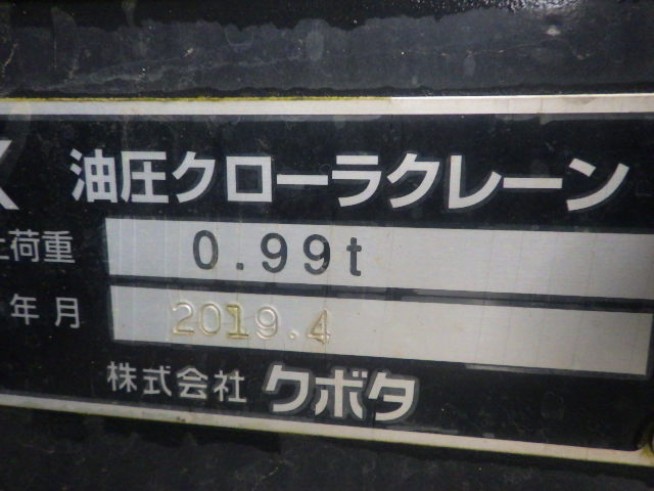 油圧クローラクレーン
上荷重 0.99t
年月 2019.4
株式会社 クボタ